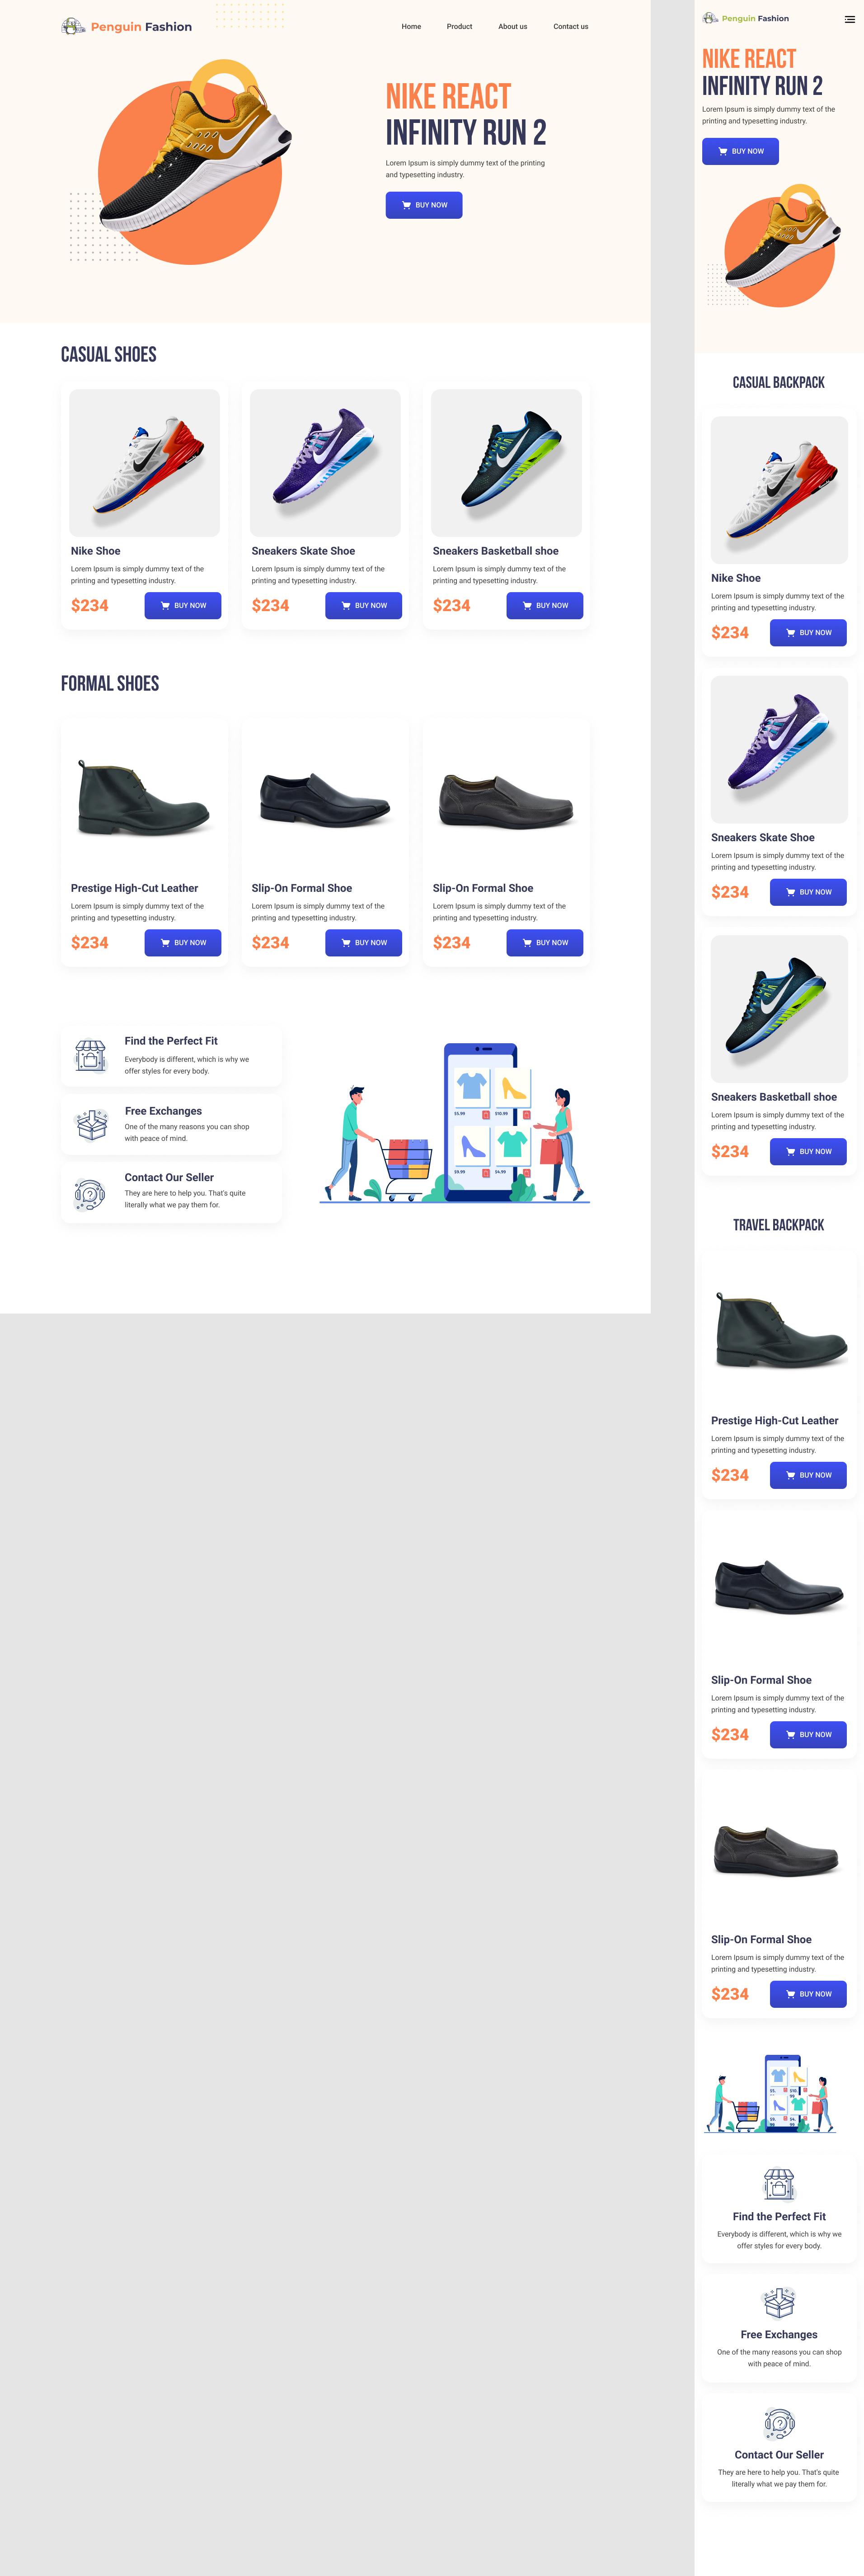 Penguin Fashion
Home Product About us Contact us
NIKE REACT
INFINITY RUN 2
Lorem Ipsum is simply dummy text of the printing
and typesetting industry.
BUY NOW
CASUAL SHOES
Nike Shoe
Lorem Ipsum is simply dummy text of the
printing and typesetting industry.
$234
BUY NOW
Sneakers Skate Shoe
Lorem Ipsum is simply dummy text of the
printing and typesetting industry.
$234
BUY NOW
Sneakers Basketball shoe
Lorem Ipsum is simply dummy text of the
printing and typesetting industry.
$234
BUY NOW
FORMAL SHOES
Prestige High-Cut Leather
Lorem Ipsum is simply dummy text of the
printing and typesetting industry.
$234
BUY NOW
Slip-On Formal Shoe
Lorem Ipsum is simply dummy text of the
printing and typesetting industry.
$234
BUY NOW
Slip-On Formal Shoe
Lorem Ipsum is simply dummy text of the
printing and typesetting industry.
$234
BUY NOW
Find the Perfect Fit
Everybody is different, which is why we
offer styles for every body.
Free Exchanges
One of the many reasons you can shop
with peace of mind.
Contact Our Seller
They are here to help you. That's quite
literally what we pay them for.
$5.99
$10.99
$9.99
$4.99
Penguin Fashion
NIKE REACT
INFINITY RUN 2
Lorem Ipsum is simply dummy text of the
printing and typesetting industry.
BUY NOW
CASUAL BACKPACK
Nike Shoe
Lorem Ipsum is simply dummy text of the
printing and typesetting industry.
$234
BUY NOW
Sneakers Skate Shoe
Lorem Ipsum is simply dummy text of the
printing and typesetting industry.
$234
BUY NOW
Sneakers Basketball shoe
Lorem Ipsum is simply dummy text of the
printing and typesetting industry.
$234
BUY NOW
TRAVEL BACKPACK
Prestige High-Cut Leather
Lorem Ipsum is simply dummy text of the
printing and typesetting industry.
$234
BUY NOW
Slip-On Formal Shoe
Lorem Ipsum is simply dummy text of the
printing and typesetting industry.
$234
BUY NOW
Slip-On Formal Shoe
Lorem Ipsum is simply dummy text of the
printing and typesetting industry.
$234
BUY NOW
Find the Perfect Fit
Everybody is different, which is why we
offer styles for every body.
Free Exchanges
One of the many reasons you can shop
with peace of mind.
Contact Our Seller
They are here to help you. That's quite
literally what we pay them for.